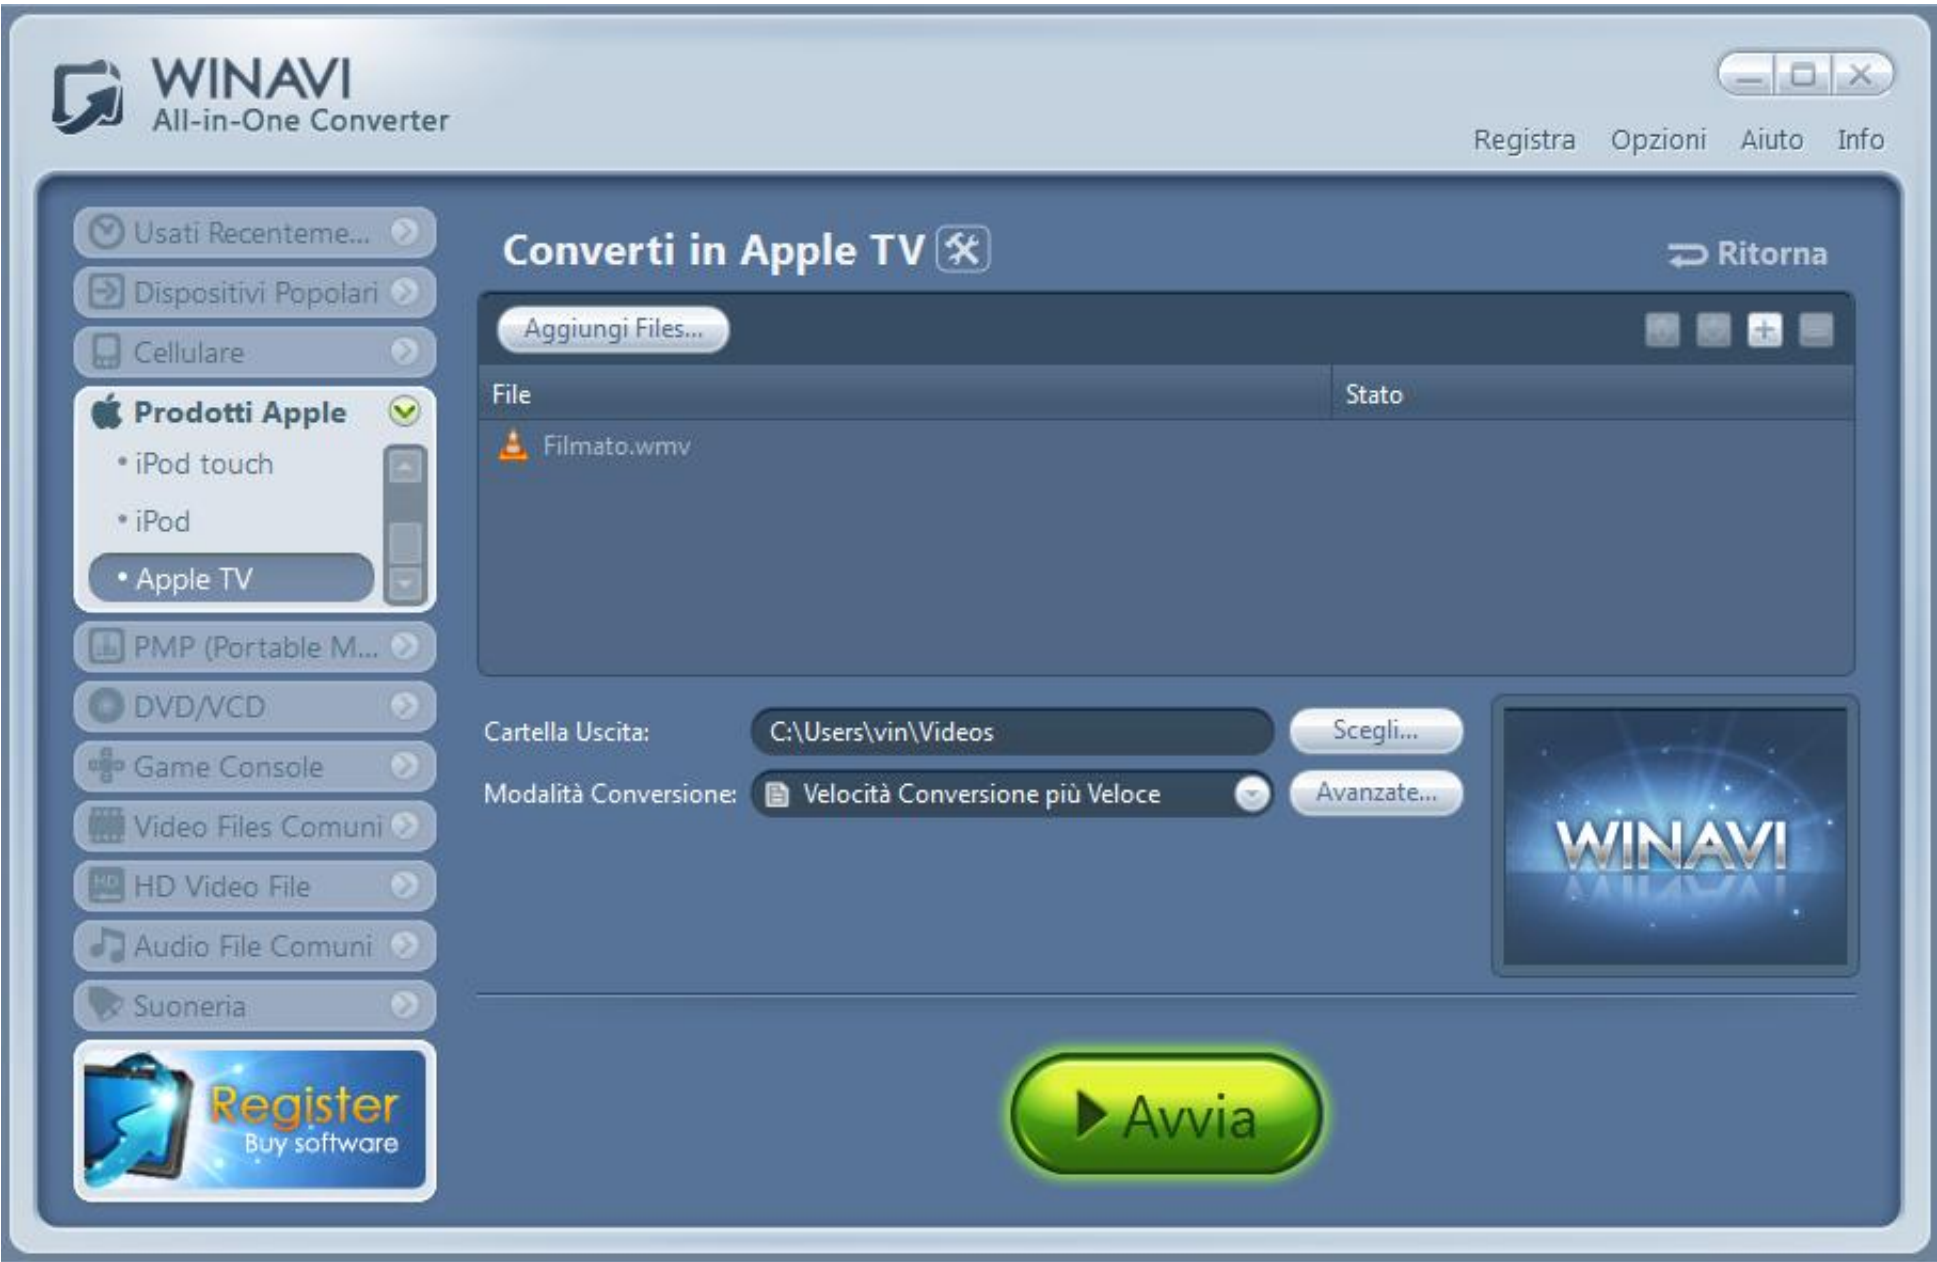 WINAVI
All-in-One Converter
Registra Opzioni Aiuto Info
Usati Recenteme...
Dispositivi Popolari
Cellulare
Prodotti Apple
• iPod touch
• iPod
• Apple TV
PMP (Portable M...
DVD/VCD
Game Console
Video Files Comuni
HD Video File
Audio File Comuni
Suoneria
Register
Buy software
Converti in Apple TV
Ritorna
Aggiungi Files...
File Stato
Filmato.wmv
Cartella Uscita: C:\Users\vin\Videos Scegli...
Modalità Conversione: Velocità Conversione più Veloce Avanzate...
WINAVI
Avvia